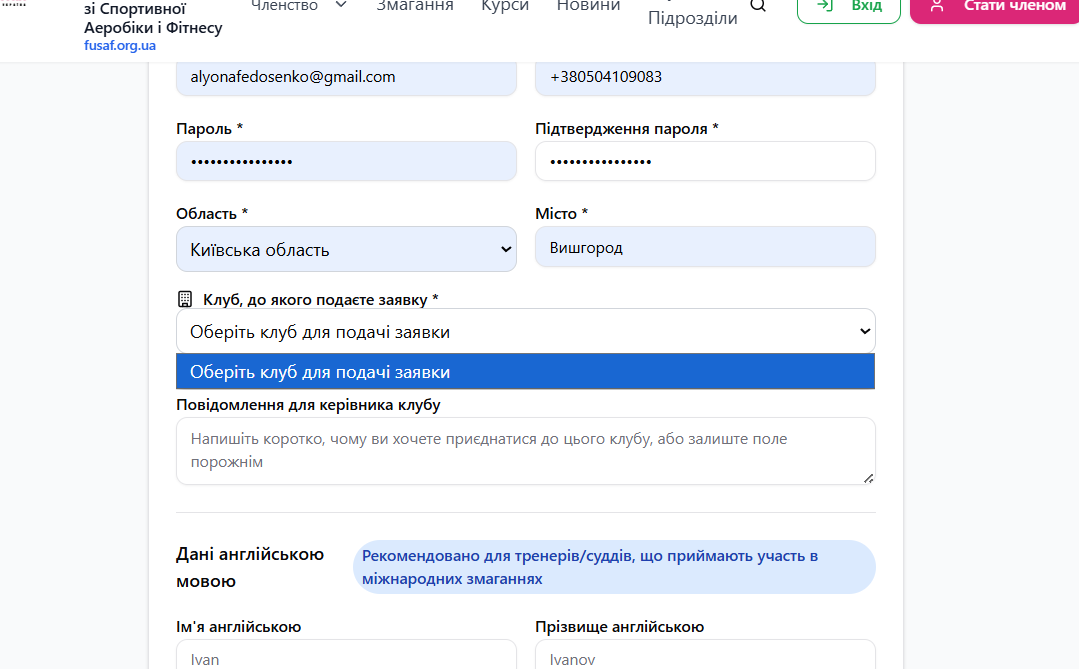 зі Спортивної
Аеробіки і Фітнесу
fusaf.org.ua
Членство
Змагання
Курси
Новини
Підрозділи
Вхід
Стати членом
alyonafedosenko@gmail.com
+380504109083
Пароль *
Підтвердження пароля *
••••••••••••••••
••••••••••••••••
Область *
Місто *
Київська область
Вишгород
Клуб, до якого подаєте заявку *
Оберіть клуб для подачі заявки
Оберіть клуб для подачі заявки
Повідомлення для керівника клубу
Напишіть коротко, чому ви хочете приєднатися до цього клубу, або залиште поле
порожнім
Дані англійською
мовою
Рекомендовано для тренерів/суддів, що приймають участь в
міжнародних змаганнях
Ім'я англійською
Прізвище англійською
Ivan
Ivanov